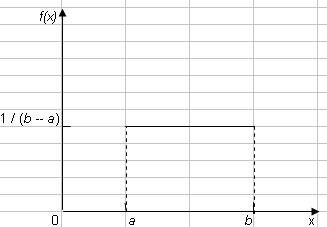 f(x)
1 / (b -- a)
0 a b x